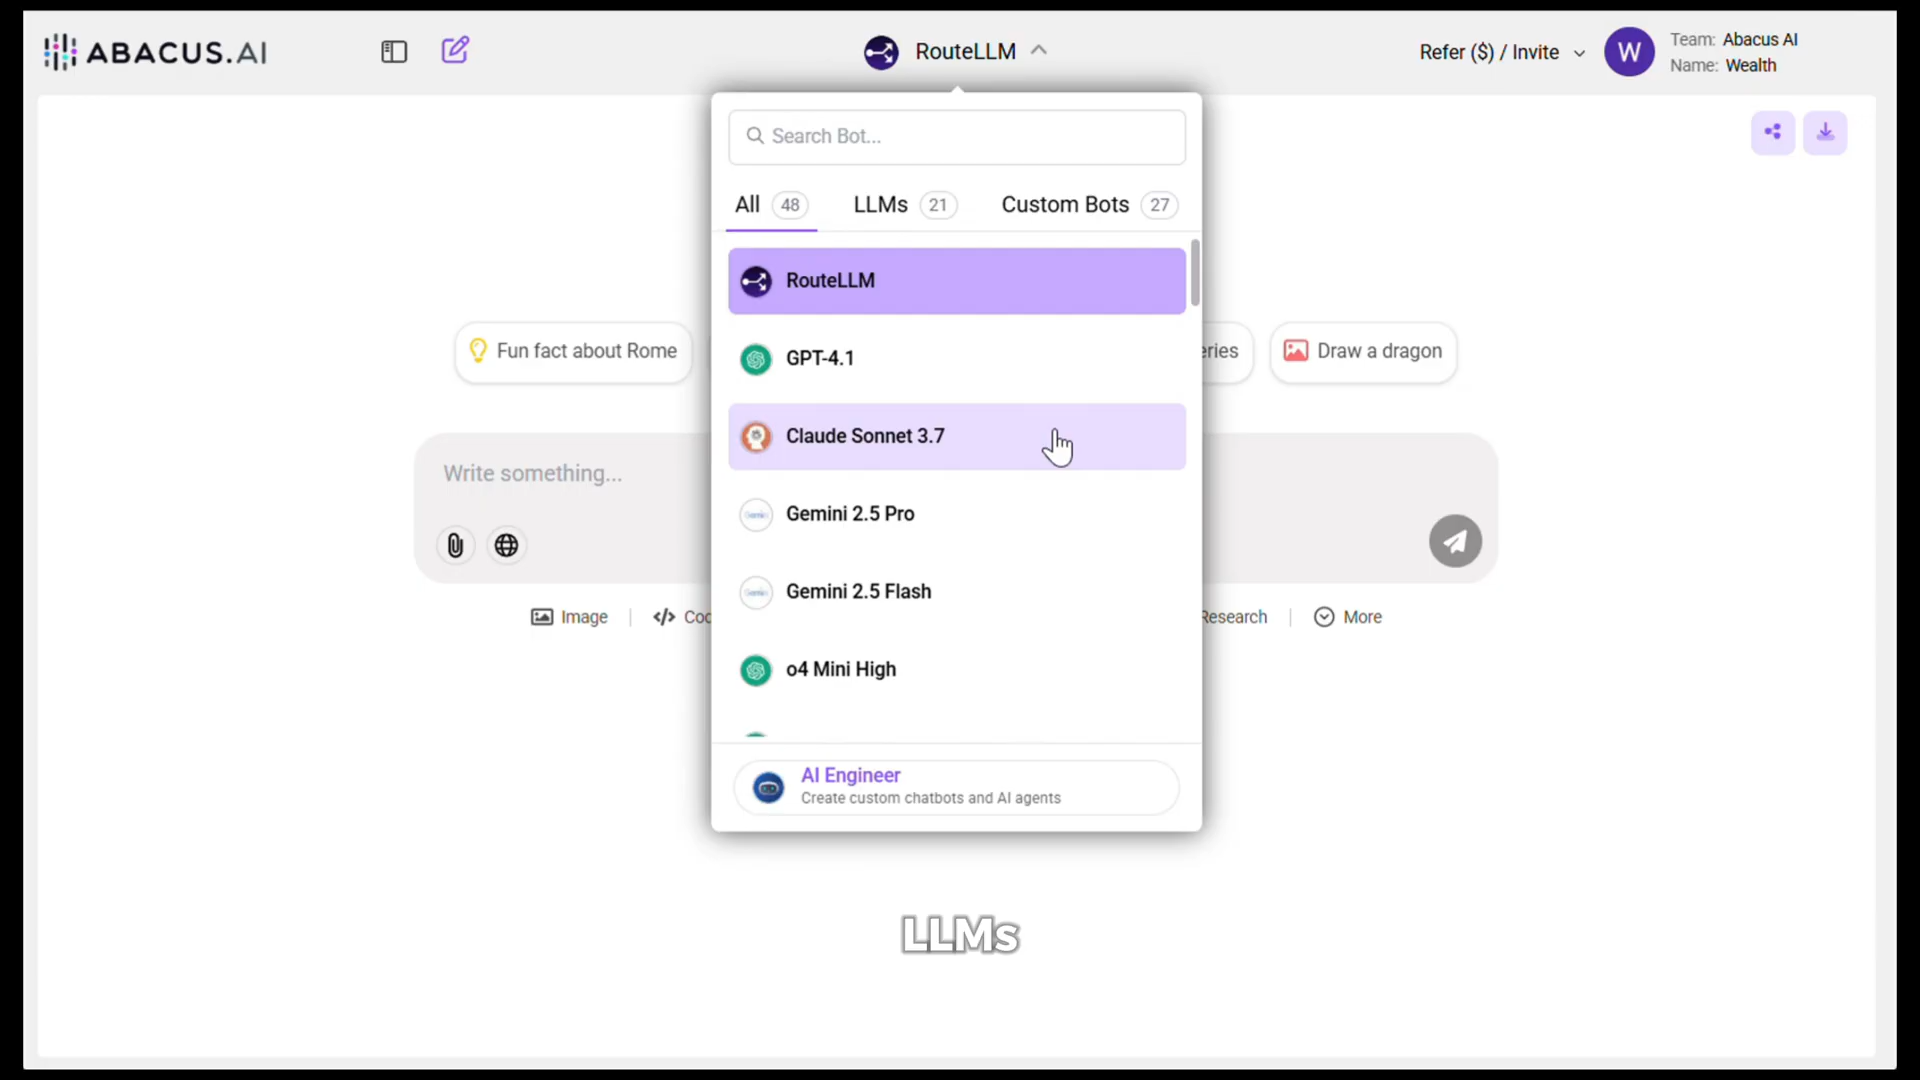 ABACUS.AI
RouteLLM
Refer ($) / Invite
W
Team: Abacus AI
Name: Wealth
Search Bot...
All 48 LLMs 21 Custom Bots 27
RouteLLM
GPT-4.1
Claude Sonnet 3.7
Gemini 2.5 Pro
Gemini 2.5 Flash
o4 Mini High
AI Engineer
Create custom chatbots and AI agents
Fun fact about Rome
eries
Draw a dragon
Write something...
Image
</> Coc
Research
More
LLMs